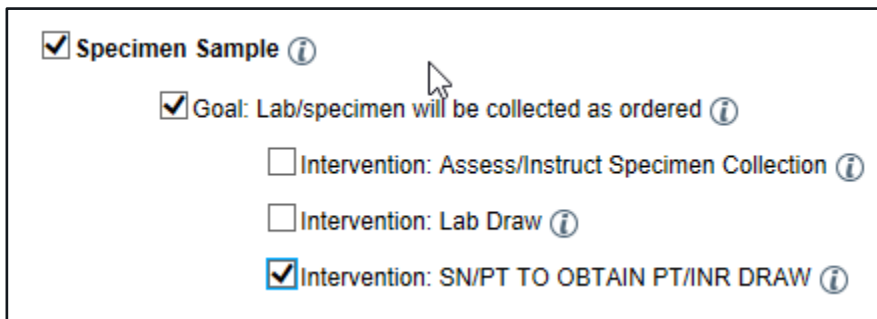 Specimen Sample
Goal: Lab/specimen will be collected as ordered
Intervention: Assess/Instruct Specimen Collection
Intervention: Lab Draw
Intervention: SN/PT TO OBTAIN PT/INR DRAW